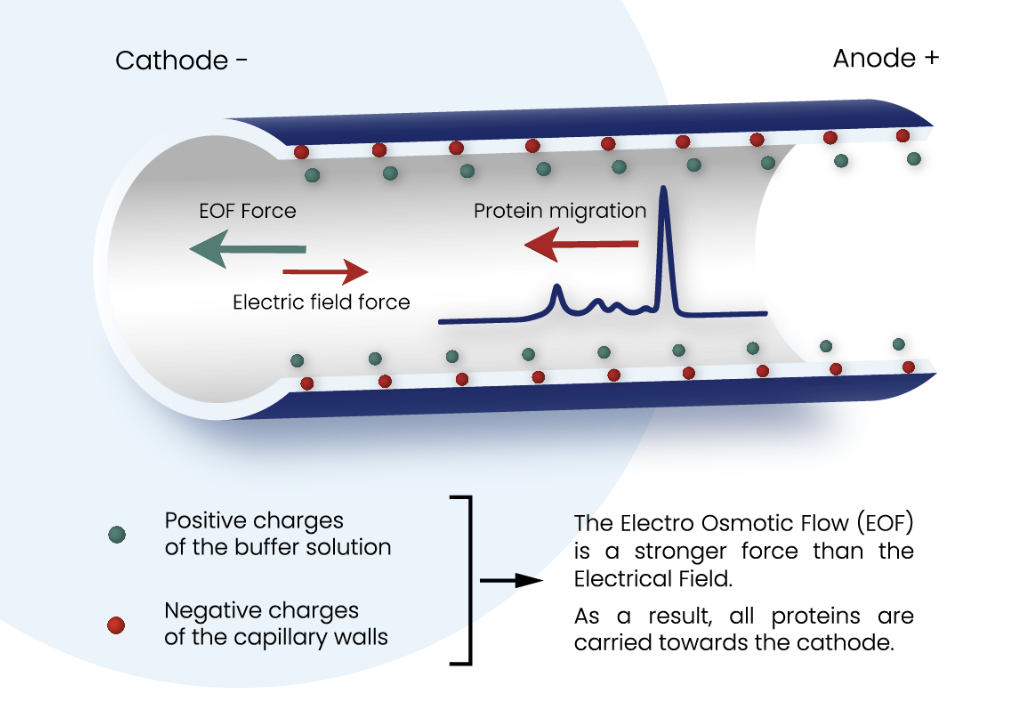 Cathode -
Anode +
EOF Force
Protein migration
Electric field force
Positive charges
of the buffer solution
Negative charges
of the capillary walls
The Electro Osmotic Flow (EOF)
is a stronger force than the
Electrical Field.
As a result, all proteins are
carried towards the cathode.